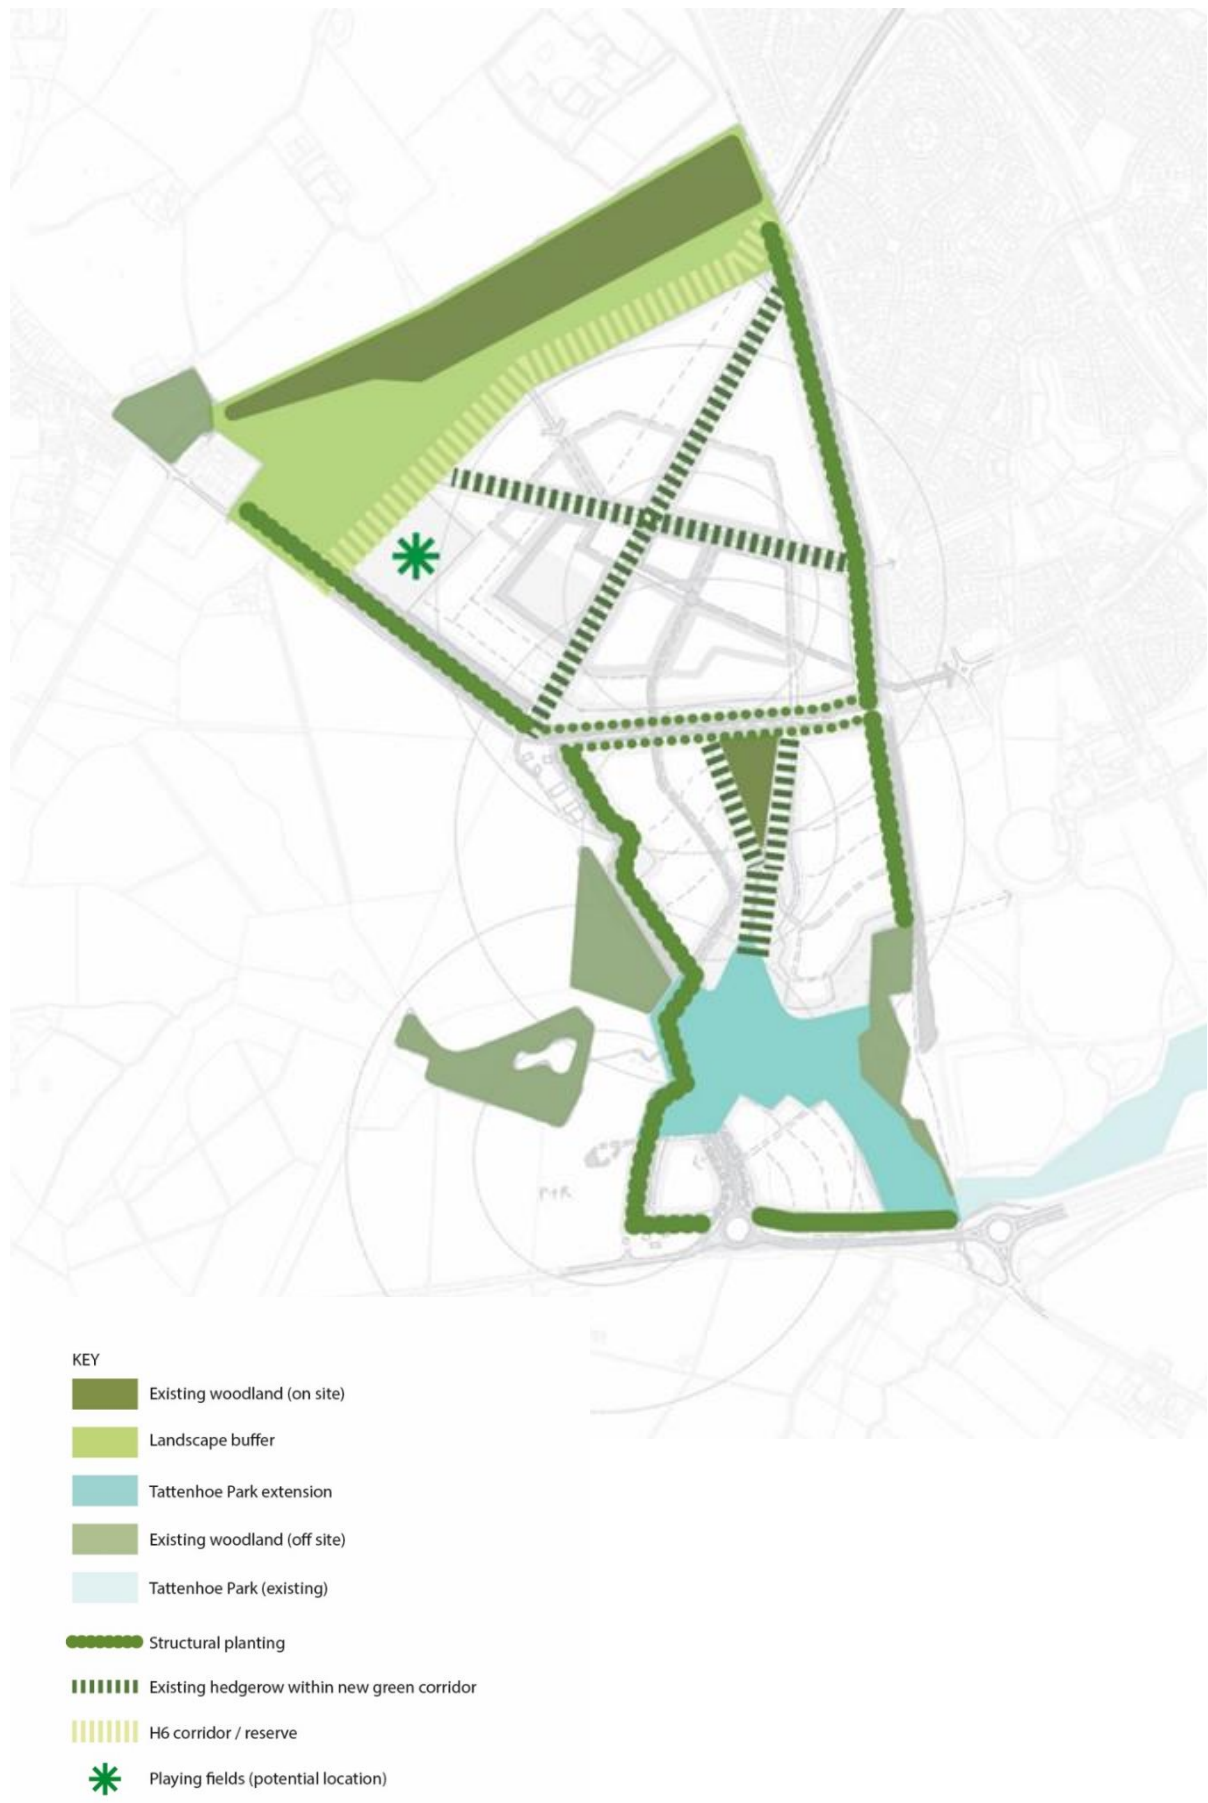 P+R
KEY
Existing woodland (on site)
Landscape buffer
Tattenhoe Park extension
Existing woodland (off site)
Tattenhoe Park (existing)
Structural planting
Existing hedgerow within new green corridor
H6 corridor / reserve
Playing fields (potential location)